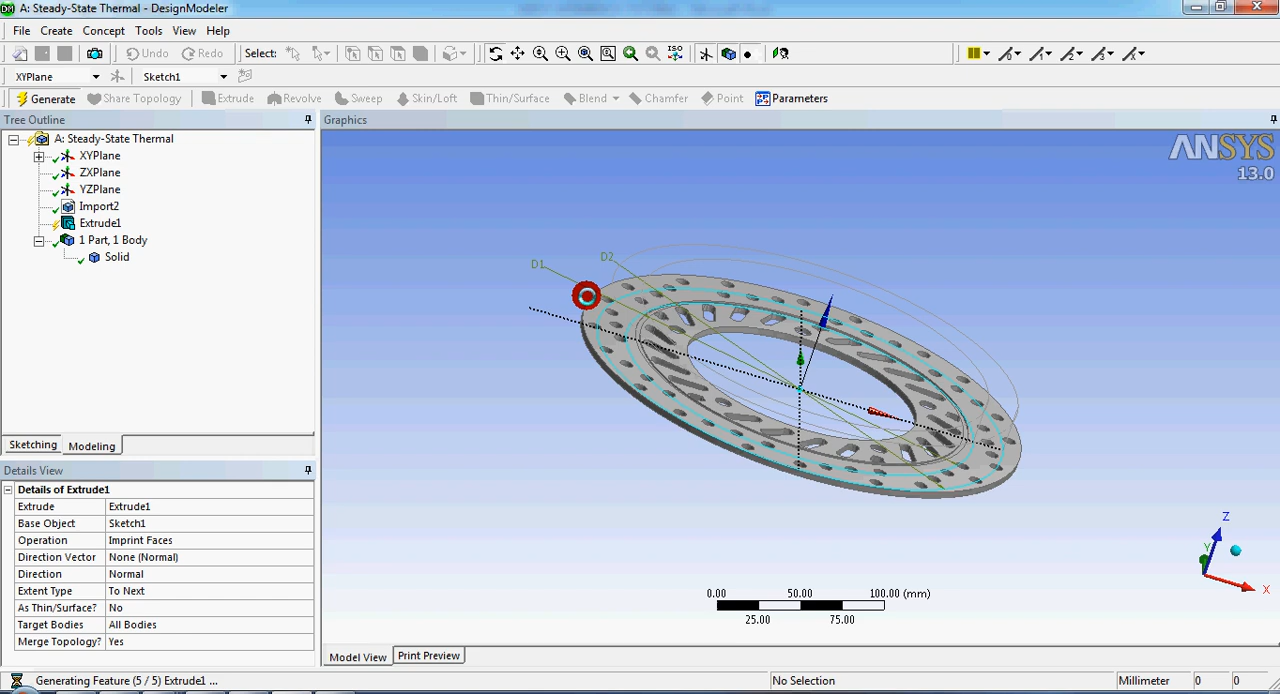 A: Steady-State Thermal - DesignModeler
File Create Concept Tools View Help
Undo Redo Select: ISO
XYPlane Sketch1
Generate Share Topology Extrude Revolve Sweep Skin/Loft Thin/Surface Blend Chamfer Point Parameters
Tree Outline
A: Steady-State Thermal
XYPlane
ZXPlane
YZPlane
Import2
Extrude1
1 Part, 1 Body
Solid
Sketching Modeling
Details View
Details of Extrude1
Extrude Extrude1
Base Object Sketch1
Operation Imprint Faces
Direction Vector None (Normal)
Direction Normal
Extent Type To Next
As Thin/Surface? No
Target Bodies All Bodies
Merge Topology? Yes
Graphics
ANSYS
13.0
D1 D2
Z
Y
X
0.00 50.00 100.00 (mm)
25.00 75.00
Model View Print Preview
Generating Feature (5 / 5) Extrude1 ... No Selection Millimeter 0 0